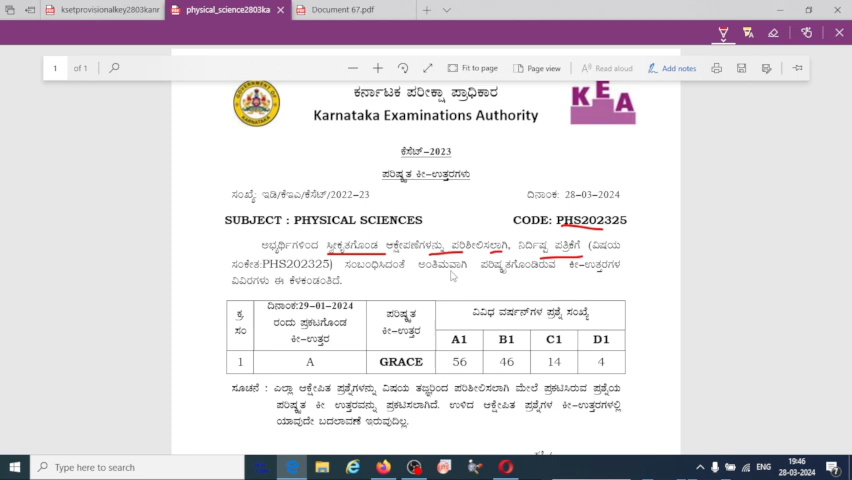 ksetprovisionalkey2803kanr
physical_science2803ka
Document 67.pdf
1 of 1
Fit to page
Page view
Read aloud
Add notes
ಕರ್ನಾಟಕ ಪರೀಕ್ಷಾ ಪ್ರಾಧಿಕಾರ
Karnataka Examinations Authority
KEA
ಕೆಸೆಟ್-2023
ಪರಿಷ್ಕೃತ ಕೀ-ಉತ್ತರಗಳು
ಸಂಖ್ಯೆ: ಇಡಿ/ಕೆಇಎ/ಕೆಸೆಟ್/2022-23 ದಿನಾಂಕ: 28-03-2024
SUBJECT : PHYSICAL SCIENCES CODE: PHS202325
ಅಭ್ಯರ್ಥಿಗಳಿಂದ ಸ್ವೀಕೃತಗೊಂಡ ಆಕ್ಷೇಪಣೆಗಳನ್ನು ಪರಿಶೀಲಿಸಲಾಗಿ, ನಿರ್ದಿಷ್ಟ ಪತ್ರಿಕೆಗೆ (ವಿಷಯ
ಸಂಕೇತ:PHS202325) ಸಂಬಂಧಿಸಿದಂತೆ ಅಂತಿಮವಾಗಿ ಪರಿಷ್ಕೃತಗೊಂಡಿರುವ ಕೀ-ಉತ್ತರಗಳ
ವಿವರಗಳು ಈ ಕೆಳಕಂಡಂತಿದೆ.
ಕ್ರ ಸಂ
ದಿನಾಂಕ:29-01-2024
ರಂದು ಪ್ರಕಟಗೊಂಡ
ಕೀ-ಉತ್ತರ
ಪರಿಷ್ಕೃತ
ಕೀ-ಉತ್ತರ
ವಿವಿಧ ವರ್ಷನ್‌ಗಳ ಪ್ರಶ್ನೆ ಸಂಖ್ಯೆ
A1 B1 C1 D1
1 A GRACE 56 46 14 4
ಸೂಚನೆ : ಎಲ್ಲಾ ಆಕ್ಷೇಪಿತ ಪ್ರಶ್ನೆಗಳನ್ನು ವಿಷಯ ತಜ್ಞರಿಂದ ಪರಿಶೀಲಿಸಲಾಗಿ ಮೇಲೆ ಪ್ರಕಟಿಸಿರುವ ಪ್ರಶ್ನೆಯ
ಪರಿಷ್ಕೃತ ಕೀ ಉತ್ತರವನ್ನು ಪ್ರಕಟಿಸಲಾಗಿದೆ. ಉಳಿದ ಆಕ್ಷೇಪಿತ ಪ್ರಶ್ನೆಗಳ ಕೀ-ಉತ್ತರಗಳಲ್ಲಿ
ಯಾವುದೇ ಬದಲಾವಣೆ ಇರುವುದಿಲ್ಲ.
Type here to search
ENG
19:46
28-03-2024